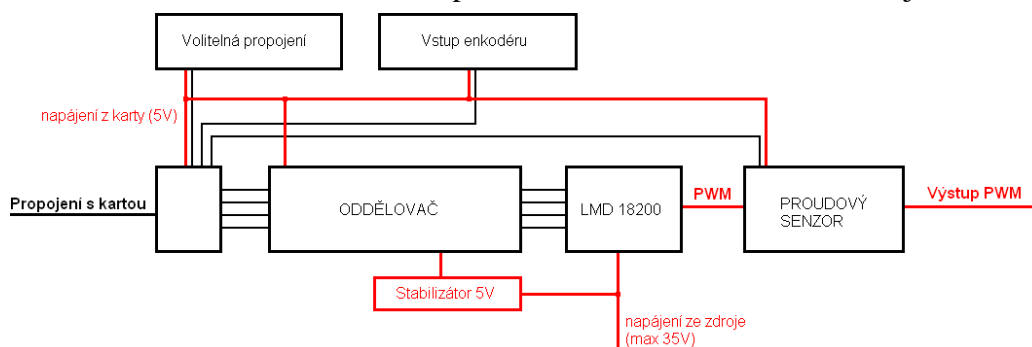 Volitelná propojení
Vstup enkodéru
napájení z karty (5V)
Propojení s kartou
ODDĚLOVAČ
LMD 18200
PWM
PROUDOVÝ
SENZOR
Výstup PWM
Stabilizátor 5V
napájení ze zdroje
(max 35V)